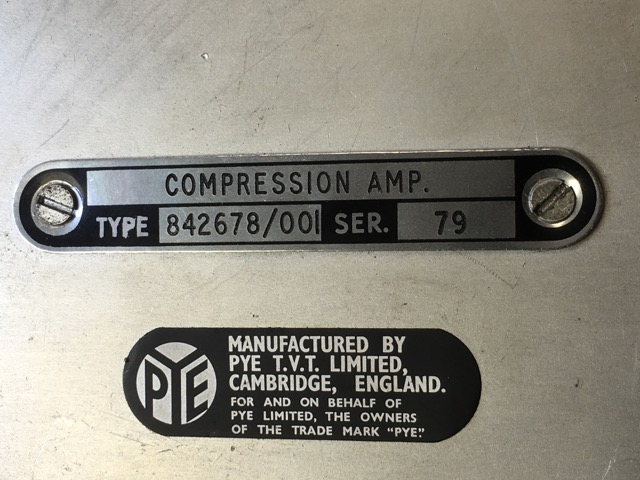 COMPRESSION AMP.
TYPE 842678/001 SER. 79
PYE
MANUFACTURED BY
PYE T.V.T. LIMITED,
CAMBRIDGE, ENGLAND.
FOR AND ON BEHALF OF
PYE LIMITED, THE OWNERS
OF THE TRADE MARK "PYE."